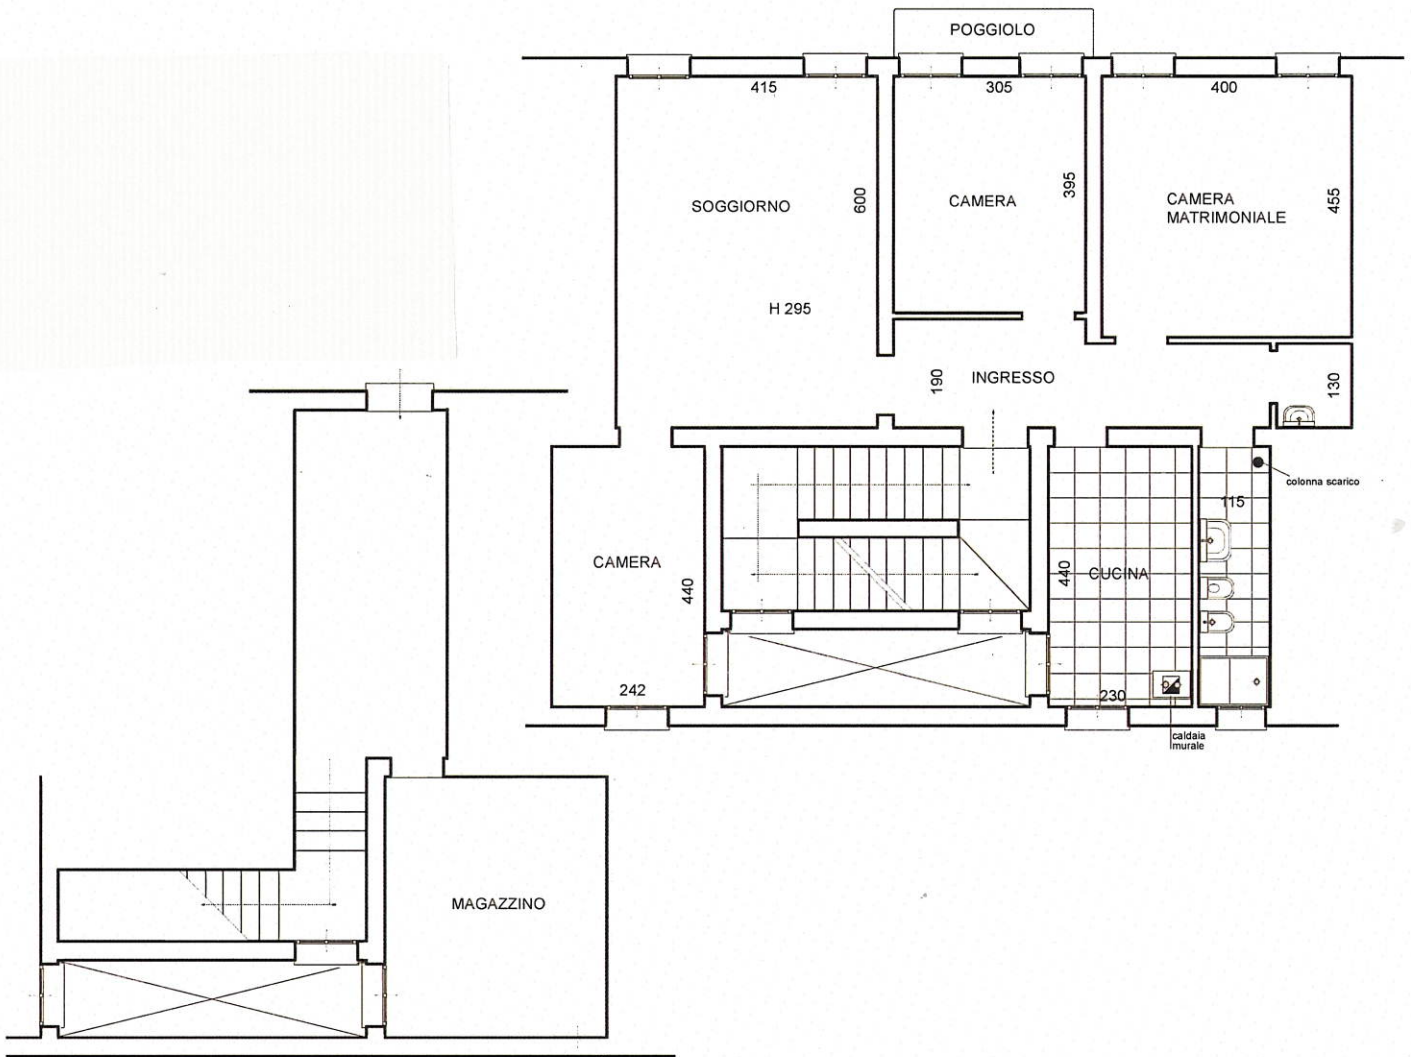 POGGIOLO
415
305
400
SOGGIORNO
600
CAMERA
395
CAMERA
MATRIMONIALE
455
H 295
190
INGRESSO
130
colonna scarico
115
CAMERA
440
440
CUCINA
242
230
caldaia
murale
MAGAZZINO